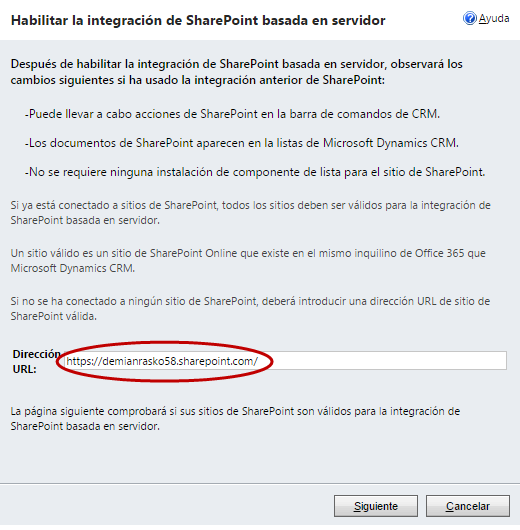 Habilitar la integración de SharePoint basada en servidor
Ayuda
Después de habilitar la integración de SharePoint basada en servidor, observará los
cambios siguientes si ha usado la integración anterior de SharePoint:
-Puede llevar a cabo acciones de SharePoint en la barra de comandos de CRM.
-Los documentos de SharePoint aparecen en la listas de Microsoft Dynamics CRM.
-No se requiere ninguna instalación de componente de lista para el sitio de SharePoint.
Si ya está conectado a sitios de SharePoint, todos los sitios deben ser válidos para la integración de
SharePoint basada en servidor.
Un sitio válido es un sitio de SharePoint Online que existe en el mismo inquilino de Office 365 que
Microsoft Dynamics CRM.
Si no se ha conectado a ningún sitio de SharePoint, deberá introducir una dirección URL de sitio de
SharePoint válida.
Dirección
URL:
https://demianrasko58.sharepoint.com/
La página siguiente comprobará si sus sitios de SharePoint son válidos para la integración de
SharePoint basada en servidor.
Siguiente
Cancelar